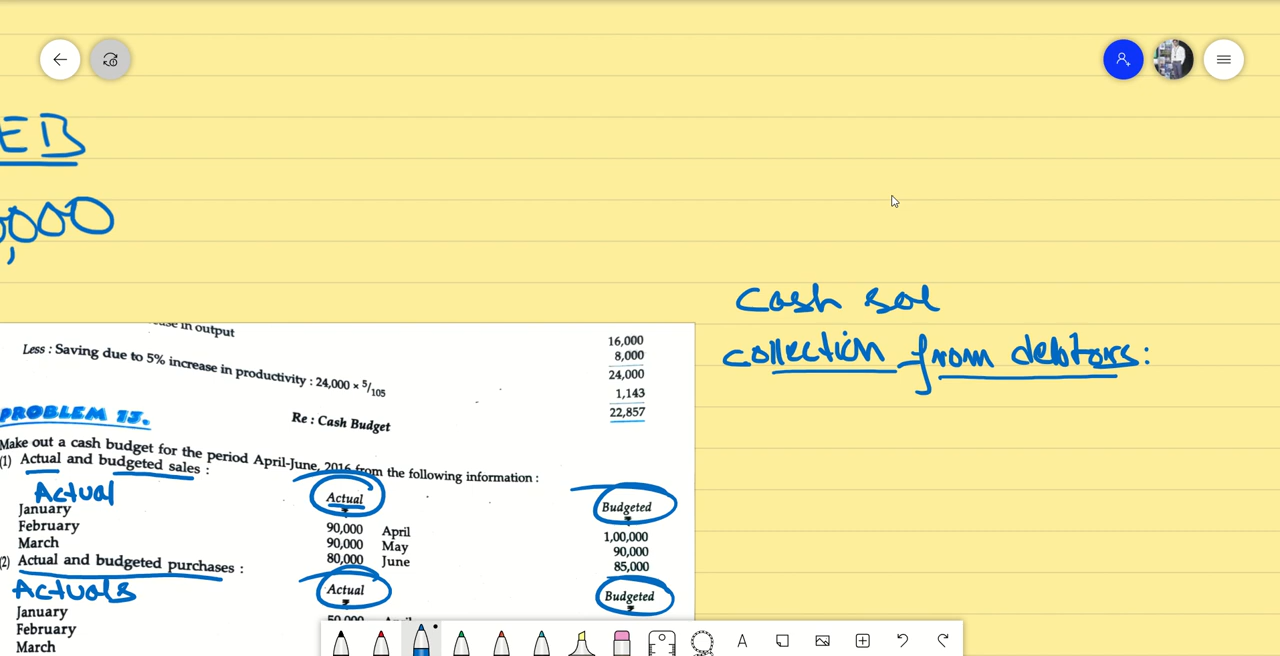 EB
,000
Cash sal
collection from debtors:
in output
16,000
Less : Saving due to 5% increase in productivity : 24,000 × 5/105
8,000
24,000
1,143
22,857
PROBLEM 13.
Re : Cash Budget
Make out a cash budget for the period April-June, 2016 from the following information :
(1) Actual and budgeted sales :
Actual
Actual
Budgeted
₹
₹
January 90,000 April 1,00,000
February 90,000 May 90,000
March 80,000 June 85,000
(2) Actual and budgeted purchases :
Actuals
Actual
Budgeted
₹
₹
January
February
March
A